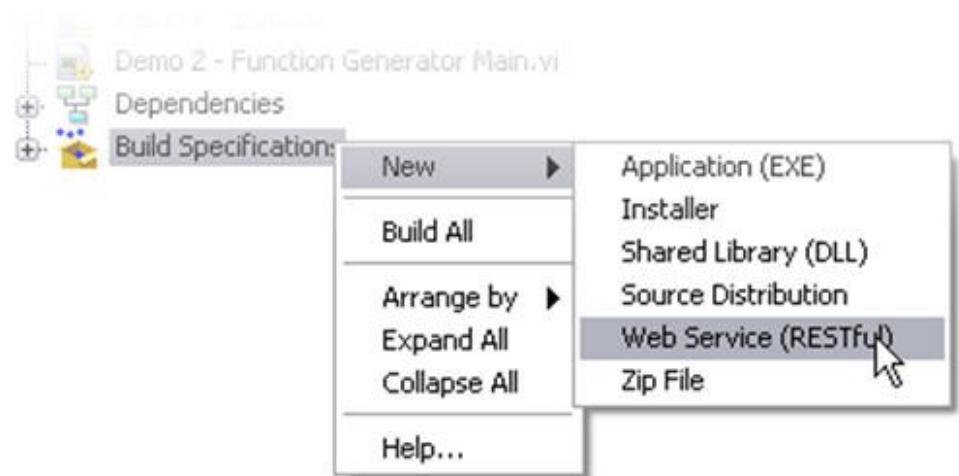 Demo 2 - Function Generator Main.vi
Dependencies
Build Specifications
New
Build All
Arrange by
Expand All
Collapse All
Help...
Application (EXE)
Installer
Shared Library (DLL)
Source Distribution
Web Service (RESTful)
Zip File